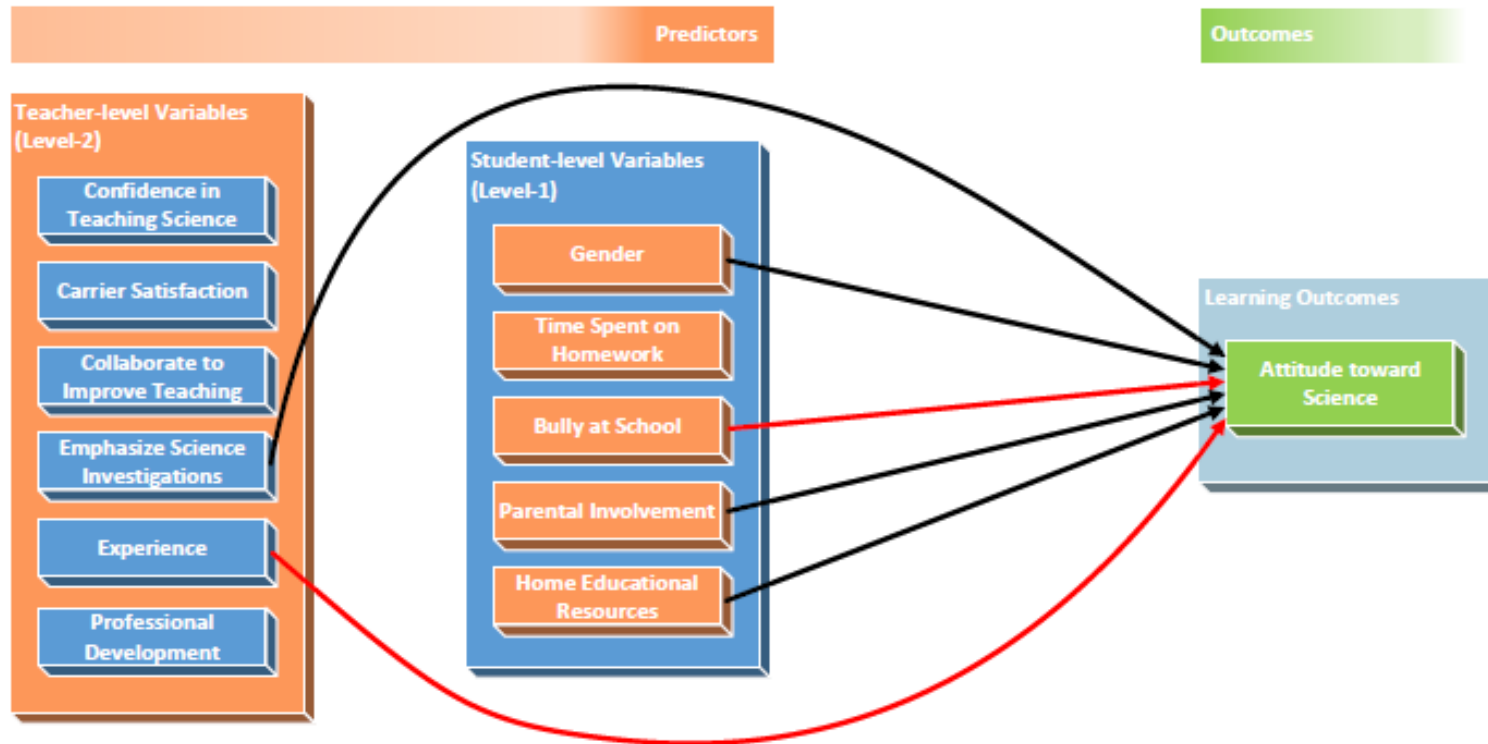 Predictors
Outcomes
Teacher-level Variables
(Level-2)
Confidence in
Teaching Science
Carrier Satisfaction
Collaborate to
Improve Teaching
Emphasize Science
Investigations
Experience
Professional
Development
Student-level Variables
(Level-1)
Gender
Time Spent on
Homework
Bully at School
Parental Involvement
Home Educational
Resources
Learning Outcomes
Attitude toward
Science